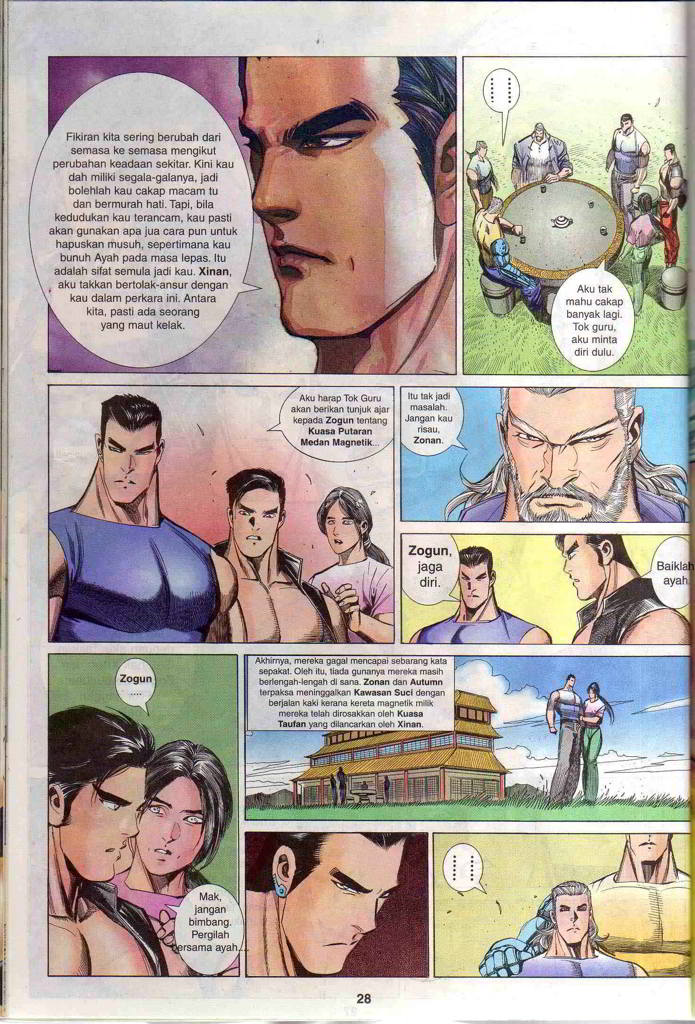 Fikiran kita sering berubah dari
semasa ke semasa mengikut
perubahan keadaan sekitar. Kini kau
dah miliki segala-galanya, jadi
bolehlah kau cakap macam tu
dan bermurah hati. Tapi, bila
kedudukan kau terancam, kau pasti
akan gunakan apa jua cara pun untuk
hapuskan musuh, sepertimana kau
bunuh Ayah pada masa lepas. Itu
adalah sifat semula jadi kau. Xinan,
aku takkan bertolak-ansur dengan
kau dalam perkara ini. Antara
kita, pasti ada seorang
yang maut kelak.
Aku tak
mahu cakap
banyak lagi.
Tok guru,
aku minta
diri dulu.
Aku harap Tok Guru
akan berikan tunjuk ajar
kepada Zogun tentang
Kuasa Putaran
Medan Magnetik...
Itu tak jadi
masalah.
Jangan kau
risau,
Zonan.
Zogun,
jaga
diri.
Baiklah
ayah
Zogun
....
Mak,
jangan
bimbang.
Pergilah
bersama ayah...
Akhirnya, mereka gagal mencapai sebarang kata
sepakat. Oleh itu, tiada gunanya mereka masih
berlengah-lengah di sana. Zonan dan Autumn
terpaksa meninggalkan Kawasan Suci dengan
berjalan kaki kerana kereta magnetik milik
mereka telah dirosakkan oleh Kuasa
Taufan yang dilancarkan oleh Xinan.
28